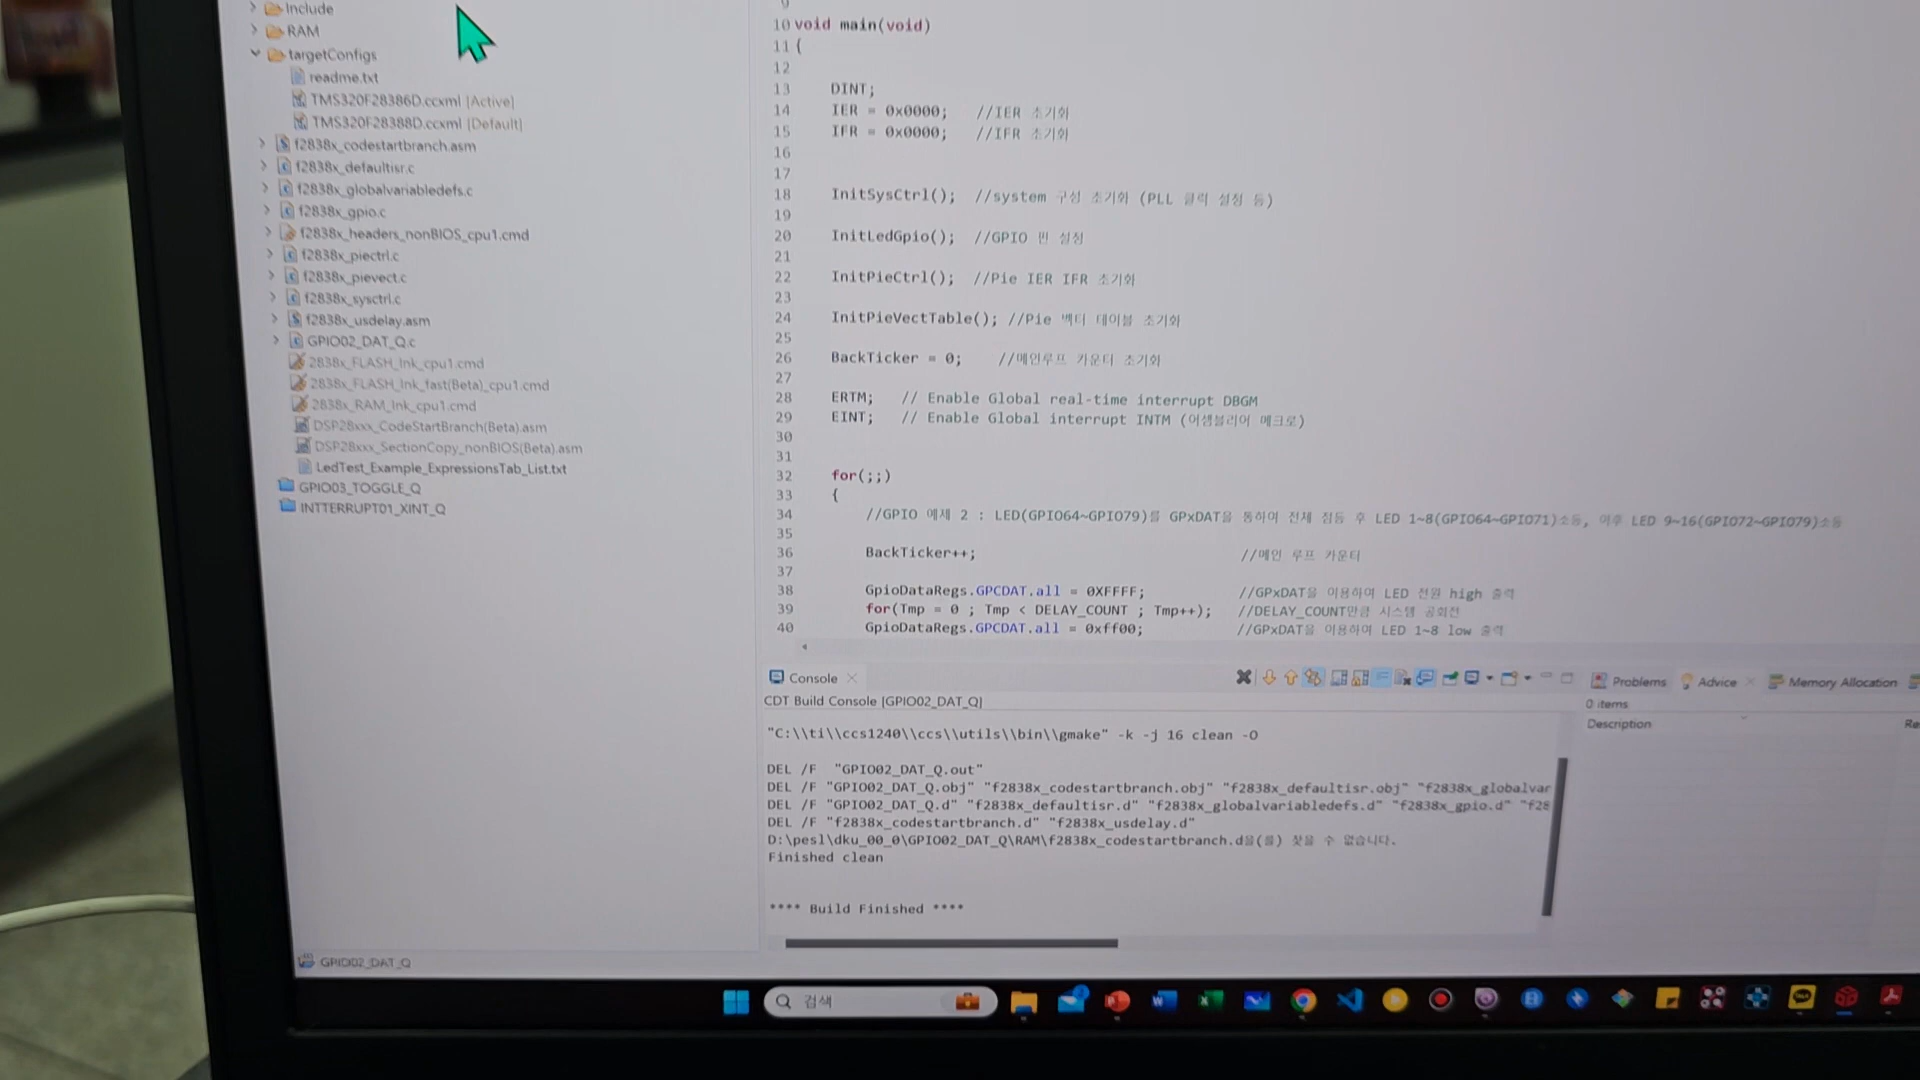 Include
RAM
targetConfigs
readme.txt
TMS320F28386D.ccxml [Active]
TMS320F28388D.ccxml [Default]
f2838x_codestartbranch.asm
f2838x_defaultisr.c
f2838x_globalvariabledefs.c
f2838x_gpio.c
f2838x_headers_nonBIOS_cpu1.cmd
f2838x_piectrl.c
f2838x_pievect.c
f2838x_sysctrl.c
f2838x_usdelay.asm
GPIO02_DAT_Q.c
2838x_FLASH_lnk_cpu1.cmd
2838x_FLASH_lnk_fast(Beta)_cpu1.cmd
2838x_RAM_lnk_cpu1.cmd
DSP28xxx_CodeStartBranch(Beta).asm
DSP28xxx_SectionCopy_nonBIOS(Beta).asm
LedTest_Example_ExpressionsTab_List.txt
GPIO03_TOGGLE_Q
INTTERRUPT01_XINT_Q
GPIO02_DAT_Q
9
10 void main(void)
11 {
12
13 DINT;
14 IER = 0x0000; //IER 초기화
15 IFR = 0x0000; //IFR 초기화
16
17
18 InitSysCtrl(); //system 구성 초기화 (PLL 클럭 설정 등)
19
20 InitLedGpio(); //GPIO 핀 설정
21
22 InitPieCtrl(); //Pie IER IFR 초기화
23
24 InitPieVectTable(); //Pie 벡터 테이블 초기화
25
26 BackTicker = 0; //메인루프 카운터 초기화
27
28 ERTM; // Enable Global real-time interrupt DBGM
29 EINT; // Enable Global interrupt INTM (어셈블리어 메크로)
30
31
32 for(;;)
33 {
34 //GPIO 예제 2 : LED(GPIO64~GPIO79)를 GPxDAT을 통하여 전체 점등 후 LED 1~8(GPIO64~GPIO71)소등, 이후 LED 9~16(GPIO72~GPIO79)소등
35
36 BackTicker++; //메인 루프 카운터
37
38 GpioDataRegs.GPCDAT.all = 0XFFFF; //GPxDAT을 이용하여 LED 전원 high 출력
39 for(Tmp = 0 ; Tmp < DELAY_COUNT ; Tmp++); //DELAY_COUNT만큼 시스템 공회전
40 GpioDataRegs.GPCDAT.all = 0xff00; //GPxDAT을 이용하여 LED 1~8 low 출력
Console
CDT Build Console [GPIO02_DAT_Q]
"C:\\ti\\ccs1240\\ccs\\utils\\bin\\gmake" -k -j 16 clean -O
DEL /F "GPIO02_DAT_Q.out"
DEL /F "GPIO02_DAT_Q.obj" "f2838x_codestartbranch.obj" "f2838x_defaultisr.obj" "f2838x_globalvar
DEL /F "GPIO02_DAT_Q.d" "f2838x_defaultisr.d" "f2838x_globalvariabledefs.d" "f2838x_gpio.d" "f28
DEL /F "f2838x_codestartbranch.d" "f2838x_usdelay.d"
D:\pesl\dku_00_0\GPIO02_DAT_Q\RAM\f2838x_codestartbranch.d을(를) 찾을 수 없습니다.
Finished clean
**** Build Finished ****
Problems Advice Memory Allocation
0 items
Description Re
검색